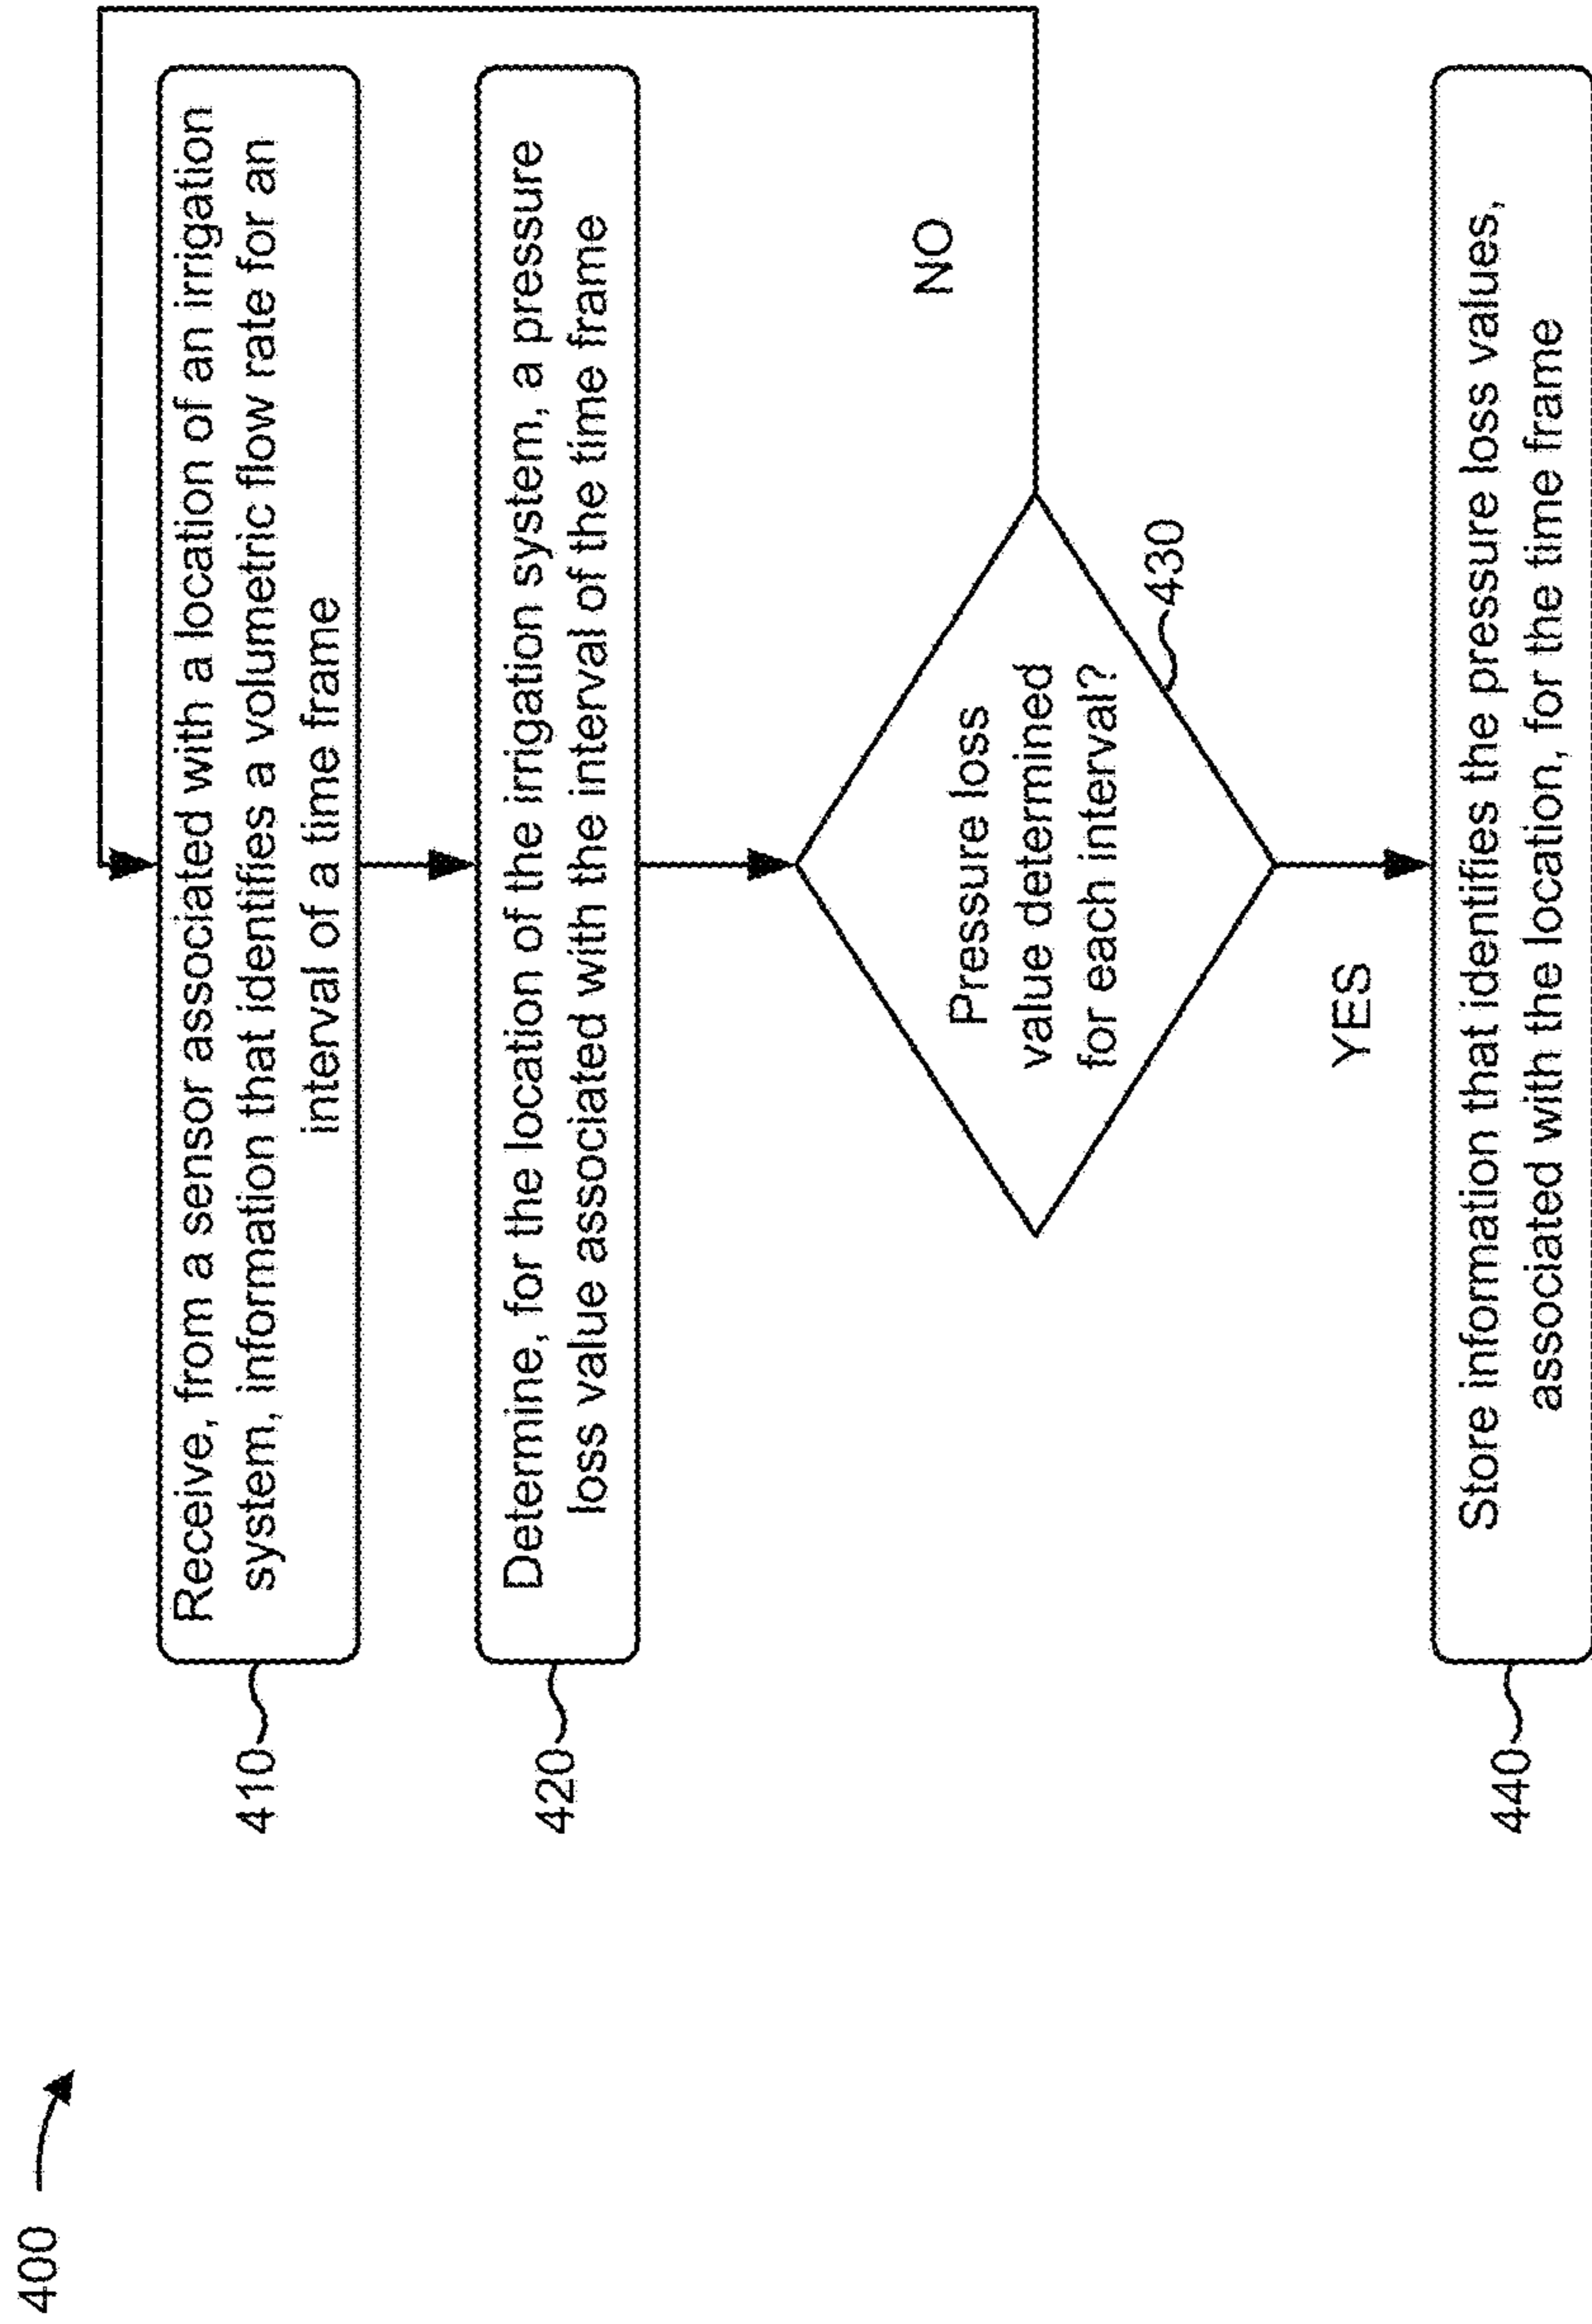 400
410
Receive, from a sensor associated with a location of an irrigation
system, information that identifies a volumetric flow rate for an
interval of a time frame
420
Determine, for the location of the irrigation system, a pressure
loss value associated with the interval of the time frame
Pressure loss
value determined
for each interval?
430
NO
YES
440
Store information that identifies the pressure loss values,
associated with the location, for the time frame